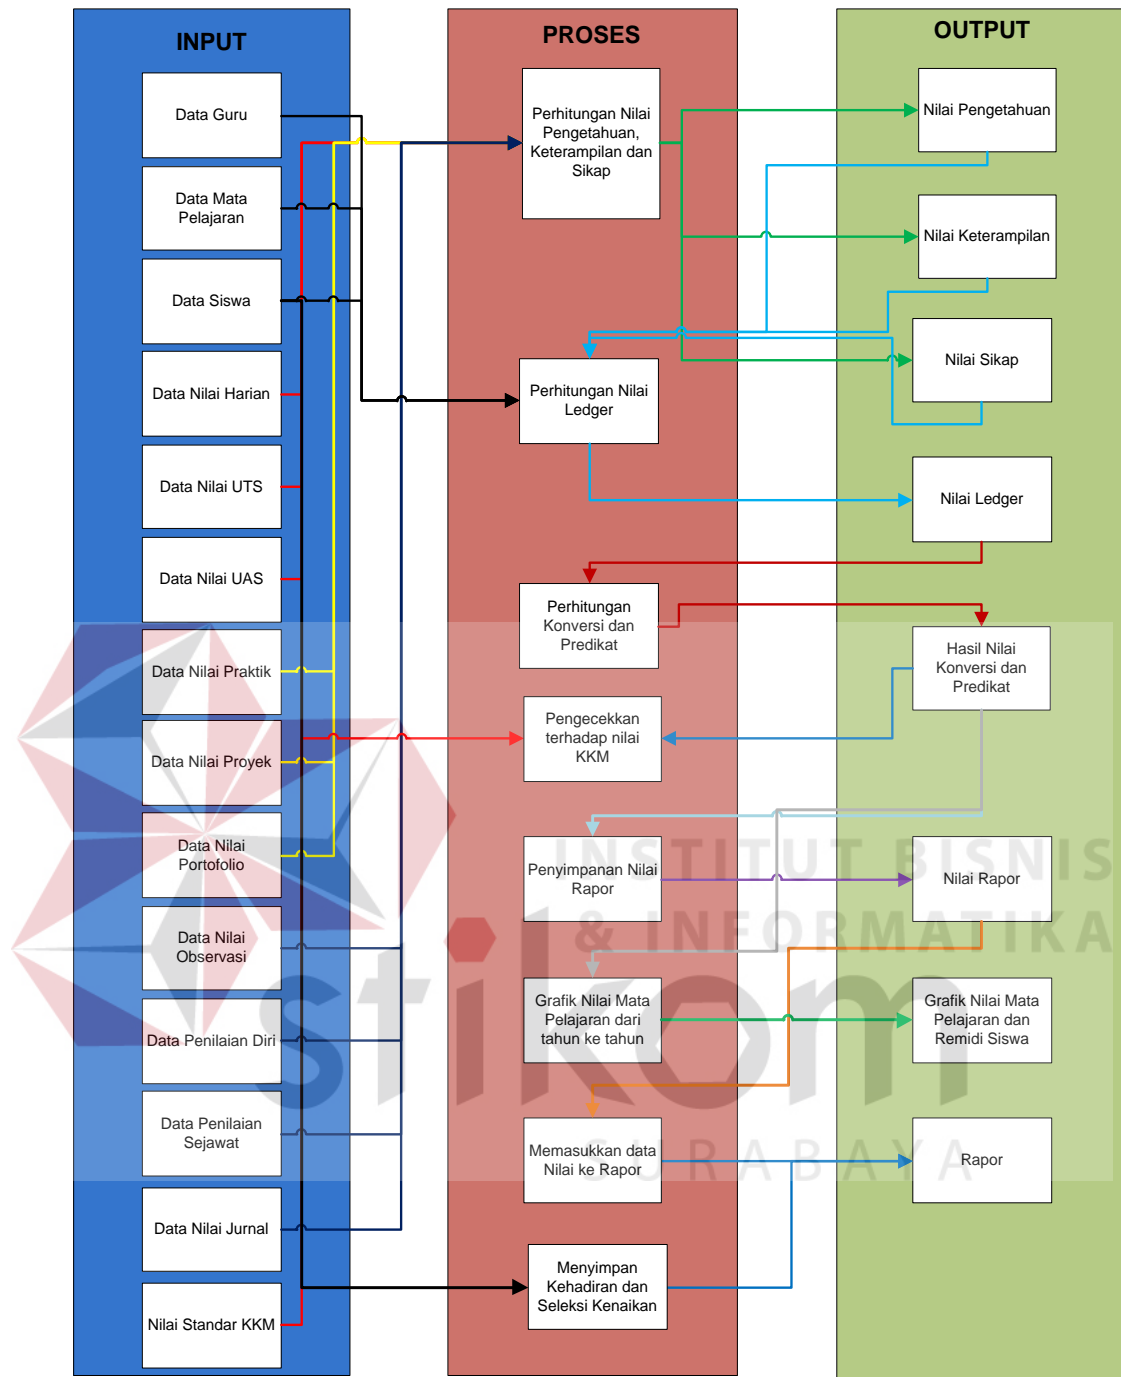 INPUT
Data Guru
Data Mata
Pelajaran
Data Siswa
Data Nilai Harian
Data Nilai UTS
Data Nilai UAS
Data Nilai Praktik
Data Nilai Proyek
Data Nilai
Portofolio
Data Nilai
Observasi
Data Penilaian Diri
Data Penilaian
Sejawat
Data Nilai Jurnal
Nilai Standar KKM
PROSES
Perhitungan Nilai
Pengetahuan,
Keterampilan dan
Sikap
Perhitungan Nilai
Ledger
Perhitungan
Konversi dan
Predikat
Pengecekkan
terhadap nilai
KKM
Penyimpanan Nilai
Rapor
Grafik Nilai Mata
Pelajaran dari
tahun ke tahun
Memasukkan data
Nilai ke Rapor
Menyimpan
Kehadiran dan
Seleksi Kenaikan
OUTPUT
Nilai Pengetahuan
Nilai Keterampilan
Nilai Sikap
Nilai Ledger
Hasil Nilai
Konversi dan
Predikat
Nilai Rapor
Grafik Nilai Mata
Pelajaran dan
Remidi Siswa
Rapor
INSTITUT BISNIS
& INFORMATIKA
stikom
SURABAYA